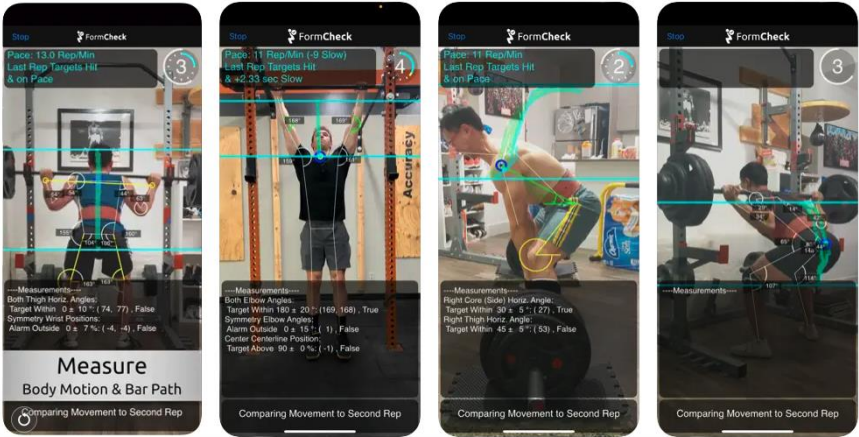 Stop
FormCheck
Pace: 13.0 Rep/Min
Last Rep Targets Hit
& on Pace
3
104°
163°
163°
----Measurements----
Both Thigh Horiz. Angles:
Target Within 0 ± 10 °: ( 74, 77) , False
Symmetry Wrist Positions:
Alarm Outside 0 ± 7 %: ( -4, -4) , False
Measure
Body Motion & Bar Path
Comparing Movement to Second Rep
Stop
FormCheck
Pace: 11 Rep/Min (-9 Slow)
Last Rep Targets Hit
& +2.33 sec Slow
4
168°
169°
Accuracy
----Measurements----
Both Elbow Angles:
Target Within 180 ± 20 °: (169, 168) , True
Symmetry Elbow Angles:
Alarm Outside 0 ± 15 °: ( 1) , False
Center Centerline Position:
Target Above 90 ± 0 %: ( -1) , False
Comparing Movement to Second Rep
Stop
FormCheck
Pace: 11 Rep/Min
Last Rep Targets Hit
& on Pace
2
----Measurements----
Right Core (Side) Horiz. Angle:
Target Within 30 ± 5 °: ( 27) , True
Right Thigh Horiz. Angle:
Target Within 45 ± 5 °: ( 53) , False
Comparing Movement to Second Rep
Stop
FormCheck
3
107°
----Measurements----
Comparing Movement to Second Rep